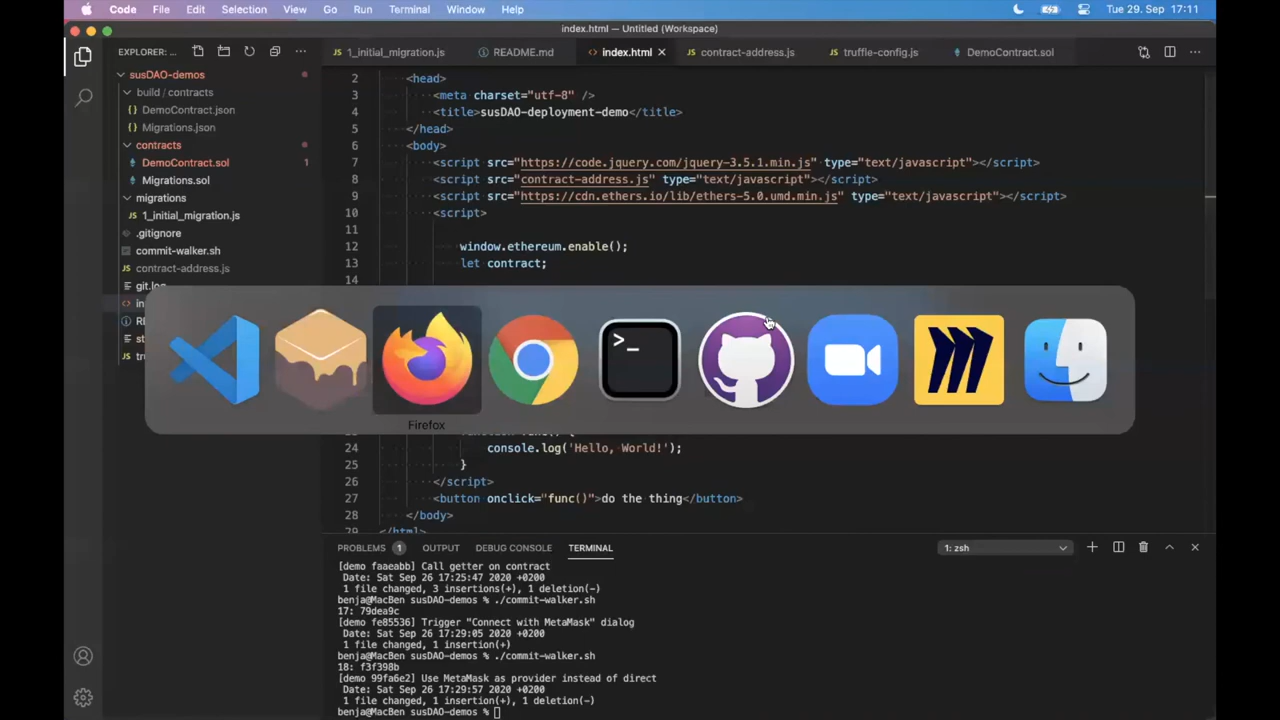 Code File Edit Selection View Go Run Terminal Window Help Tue 29. Sep 17:11
index.html — Untitled (Workspace)
EXPLORER: ...
1_initial_migration.js README.md index.html contract-address.js truffle-config.js DemoContract.sol
susDAO-demos
build / contracts
DemoContract.json
Migrations.json
contracts
DemoContract.sol 1
Migrations.sol
migrations
1_initial_migration.js
.gitignore
commit-walker.sh
contract-address.js
git.log
in
st
tru
2 <head>
3 <meta charset="utf-8" />
4 <title>susDAO-deployment-demo</title>
5 </head>
6 <body>
7 <script src="https://code.jquery.com/jquery-3.5.1.min.js" type="text/javascript"></script>
8 <script src="contract-address.js" type="text/javascript"></script>
9 <script src="https://cdn.ethers.io/lib/ethers-5.0.umd.min.js" type="text/javascript"></script>
10 <script>
11
12 window.ethereum.enable();
13 let contract;
14
>_
Firefox
24 console.log('Hello, World!');
25 }
26 </script>
27 <button onclick="func()">do the thing</button>
28 </body>
29 </html>
PROBLEMS 1 OUTPUT DEBUG CONSOLE TERMINAL 1: zsh
[demo faaeabb] Call getter on contract
Date: Sat Sep 26 17:25:47 2020 +0200
1 file changed, 3 insertions(+), 1 deletion(-)
benja@MacBen susDAO-demos % ./commit-walker.sh
17: 79dea9c
[demo fe85536] Trigger "Connect with MetaMask" dialog
Date: Sat Sep 26 17:29:05 2020 +0200
1 file changed, 1 insertion(+)
benja@MacBen susDAO-demos % ./commit-walker.sh
18: f3f398b
[demo 99fa6e2] Use MetaMask as provider instead of direct
Date: Sat Sep 26 17:29:57 2020 +0200
1 file changed, 1 insertion(+), 1 deletion(-)
benja@MacBen susDAO-demos %